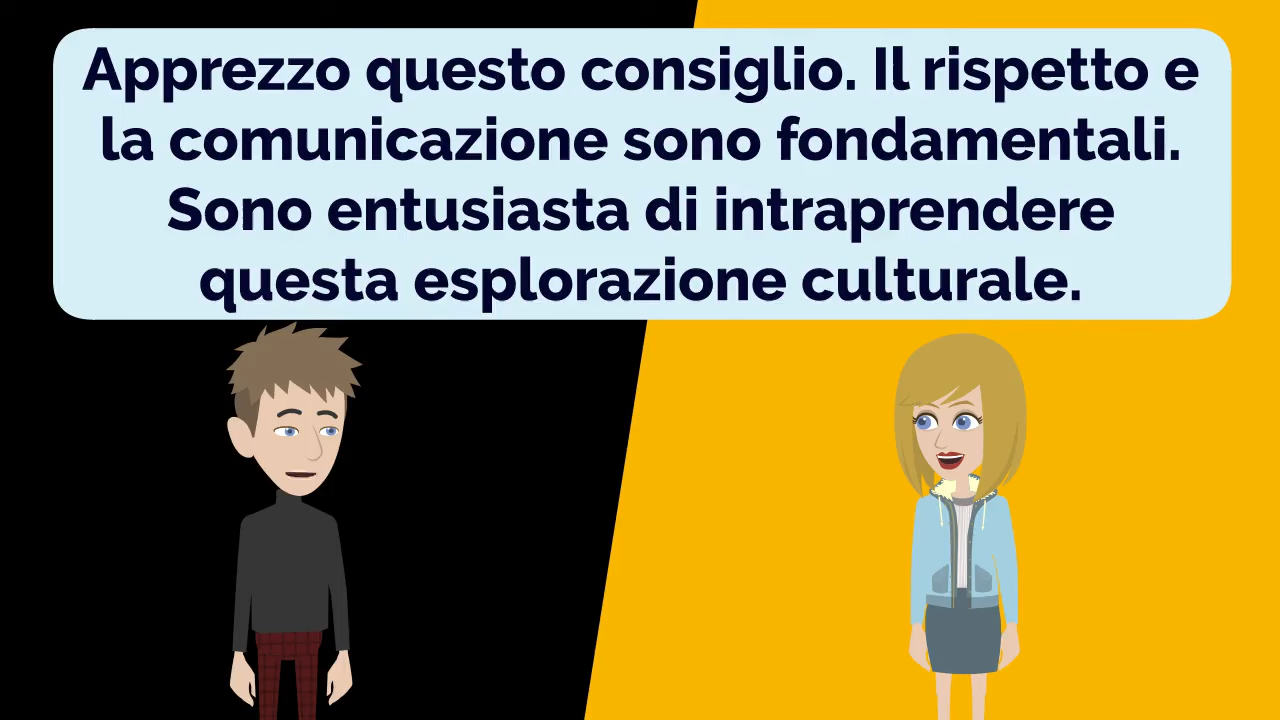 Apprezzo questo consiglio. Il rispetto e
la comunicazione sono fondamentali.
Sono entusiasta di intraprendere
questa esplorazione culturale.